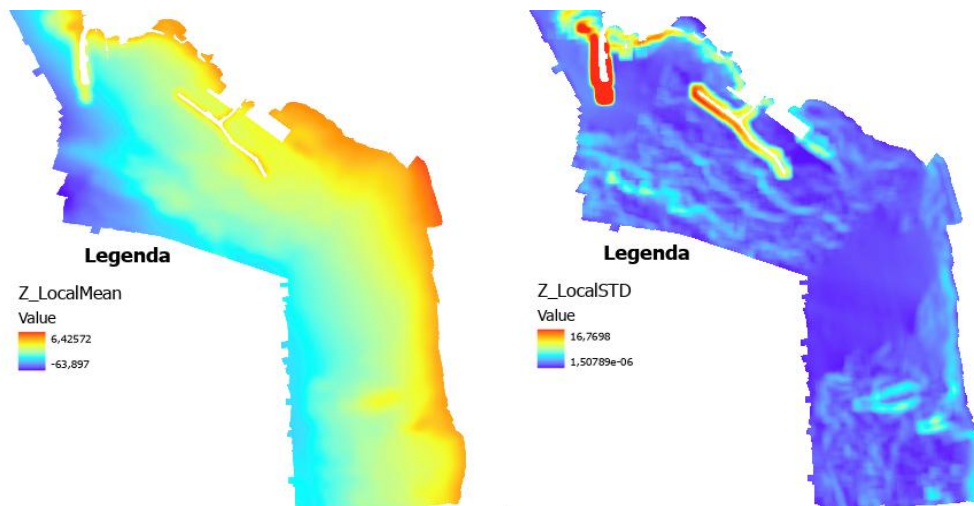 Legenda
Z_LocalMean
Value
6,42572
-63,897
Legenda
Z_LocalSTD
Value
16,7698
1,50789e-06